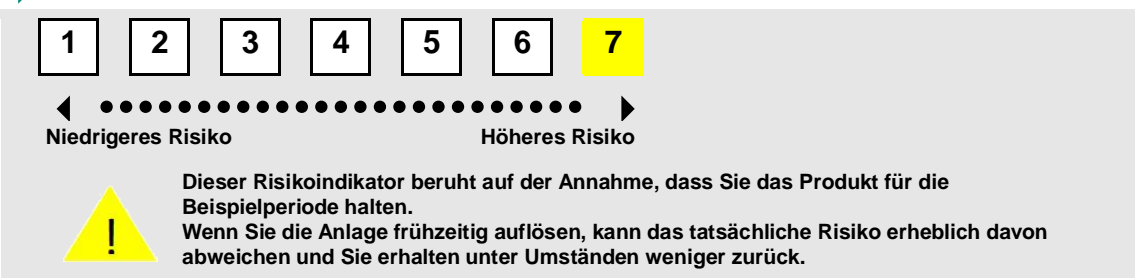 1 2 3 4 5 6 7
Niedrigeres Risiko Höheres Risiko
!
Dieser Risikoindikator beruht auf der Annahme, dass Sie das Produkt für die
Beispielperiode halten.
Wenn Sie die Anlage frühzeitig auflösen, kann das tatsächliche Risiko erheblich davon
abweichen und Sie erhalten unter Umständen weniger zurück.